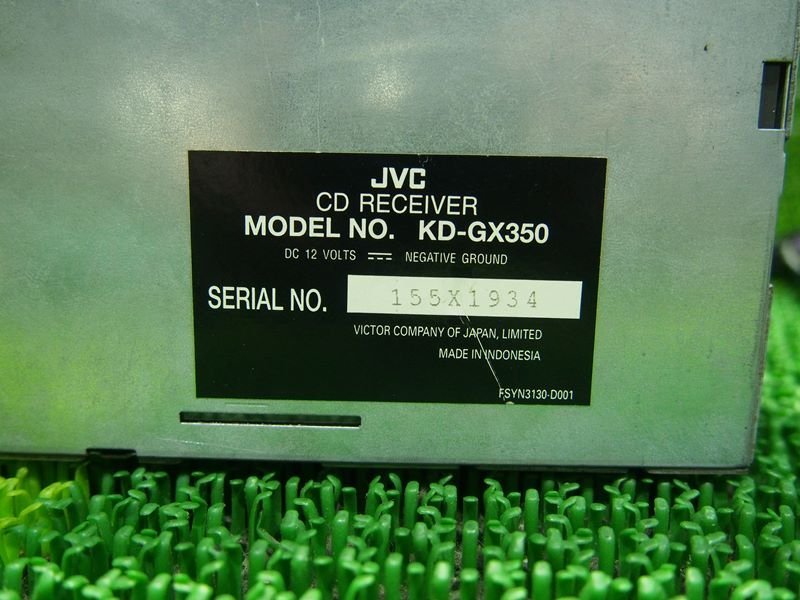 JVC
CD RECEIVER
MODEL NO. KD-GX350
DC 12 VOLTS ⎓ NEGATIVE GROUND
SERIAL NO. 155X1934
VICTOR COMPANY OF JAPAN, LIMITED
MADE IN INDONESIA
FSYN3130-D001